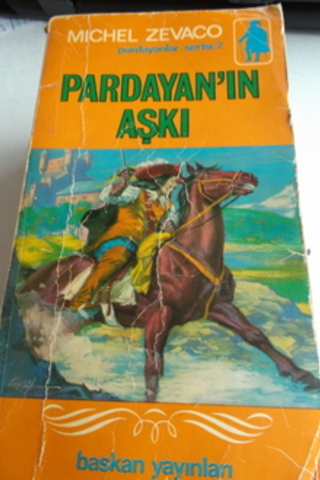 MICHEL ZEVACO
pardayanlar serisi: 2
PARDAYAN'IN
AŞKI
baskan yayınları